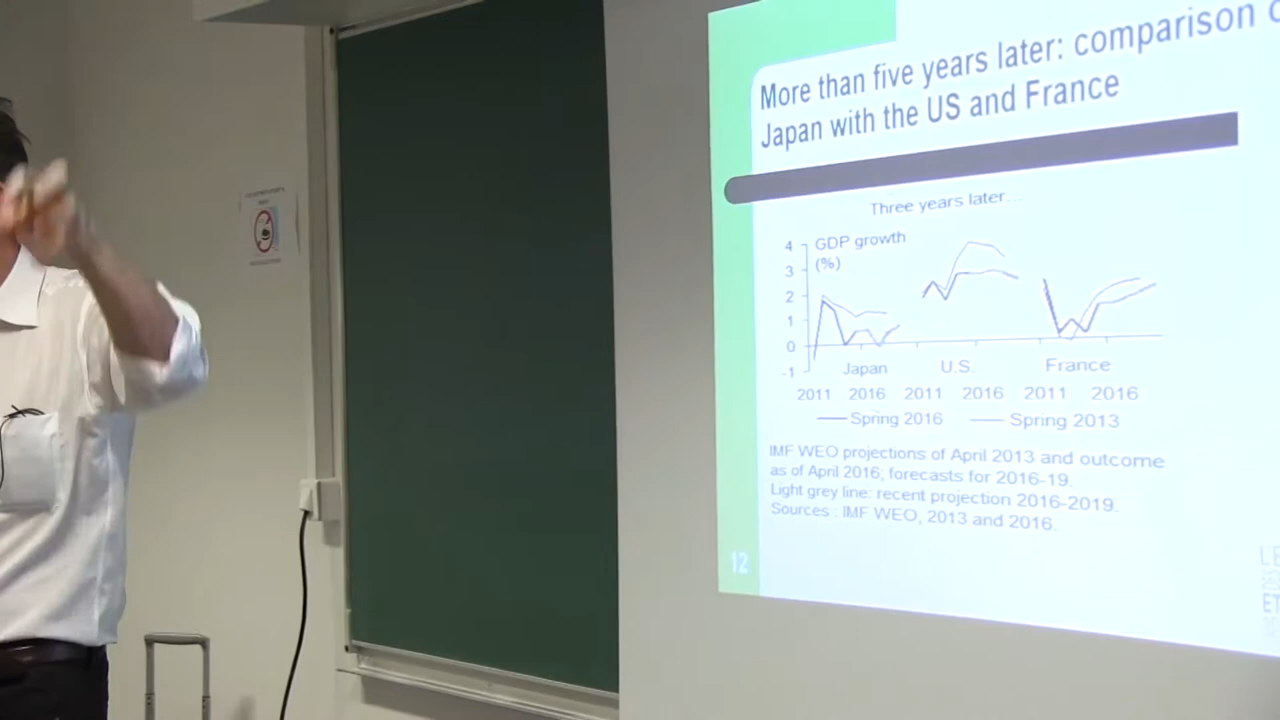 More than five years later: comparison
Japan with the US and France
Three years later...
4
GDP growth
3
(%)
2
1
0
-1
Japan
U.S.
France
2011 2016 2011 2016 2011 2016
Spring 2016 Spring 2013
IMF WEO projections of April 2013 and outcome
as of April 2016; forecasts for 2016-19.
Light grey line: recent projection 2016-2019.
Sources : IMF WEO, 2013 and 2016.
12